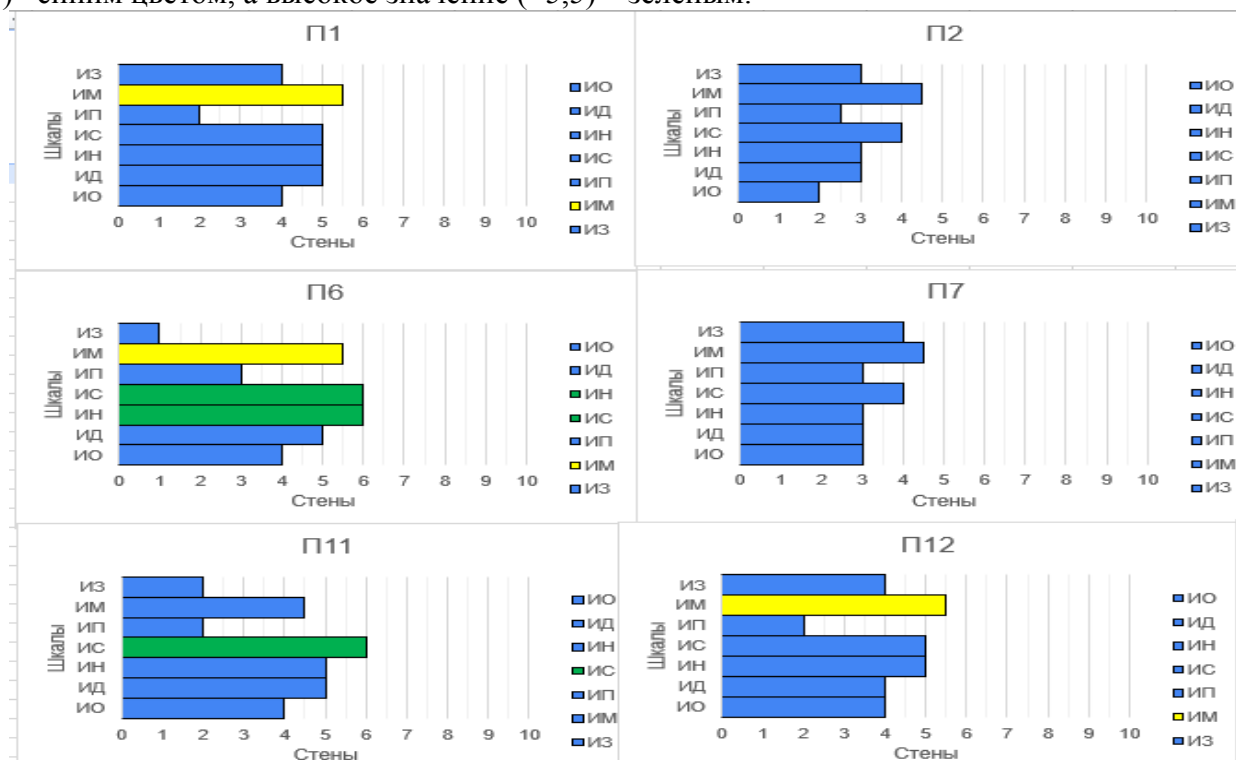 ) синим цветом, а высокое значение (>5,5) – зеленым.
П1
Шкалы
ИЗ
ИМ
ИП
ИС
ИН
ИД
ИО
0 1 2 3 4 5 6 7 8 9 10
Стены
ИО
ИД
ИН
ИС
ИП
ИМ
ИЗ
П2
Шкалы
ИЗ
ИМ
ИП
ИС
ИН
ИД
ИО
0 1 2 3 4 5 6 7 8 9 10
Стены
ИО
ИД
ИН
ИС
ИП
ИМ
ИЗ
П6
Шкалы
ИЗ
ИМ
ИП
ИС
ИН
ИД
ИО
0 1 2 3 4 5 6 7 8 9 10
Стены
ИО
ИД
ИН
ИС
ИП
ИМ
ИЗ
П7
Шкалы
ИЗ
ИМ
ИП
ИС
ИН
ИД
ИО
0 1 2 3 4 5 6 7 8 9 10
Стены
ИО
ИД
ИН
ИС
ИП
ИМ
ИЗ
П11
Шкалы
ИЗ
ИМ
ИП
ИС
ИН
ИД
ИО
0 1 2 3 4 5 6 7 8 9 10
Стены
ИО
ИД
ИН
ИС
ИП
ИМ
ИЗ
П12
Шкалы
ИЗ
ИМ
ИП
ИС
ИН
ИД
ИО
0 1 2 3 4 5 6 7 8 9 10
Стены
ИО
ИД
ИН
ИС
ИП
ИМ
ИЗ